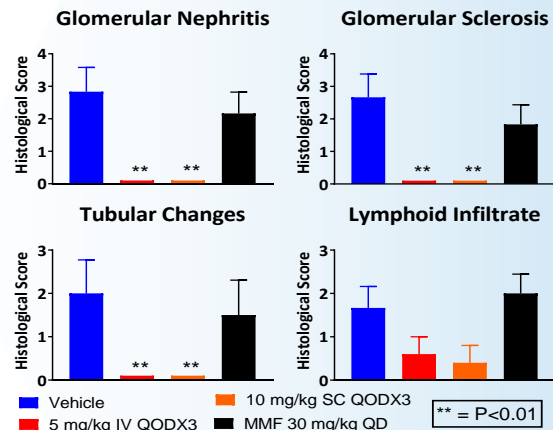 Glomerular Nephritis
Histological Score
4
3
2
1
0
**
**
Glomerular Sclerosis
Histological Score
4
3
2
1
0
**
**
Tubular Changes
Histological Score
3
2
1
0
**
**
Lymphoid Infiltrate
Histological Score
3
2
1
0
Vehicle
10 mg/kg SC QODX3
5 mg/kg IV QODX3
MMF 30 mg/kg QD
** = P<0.01